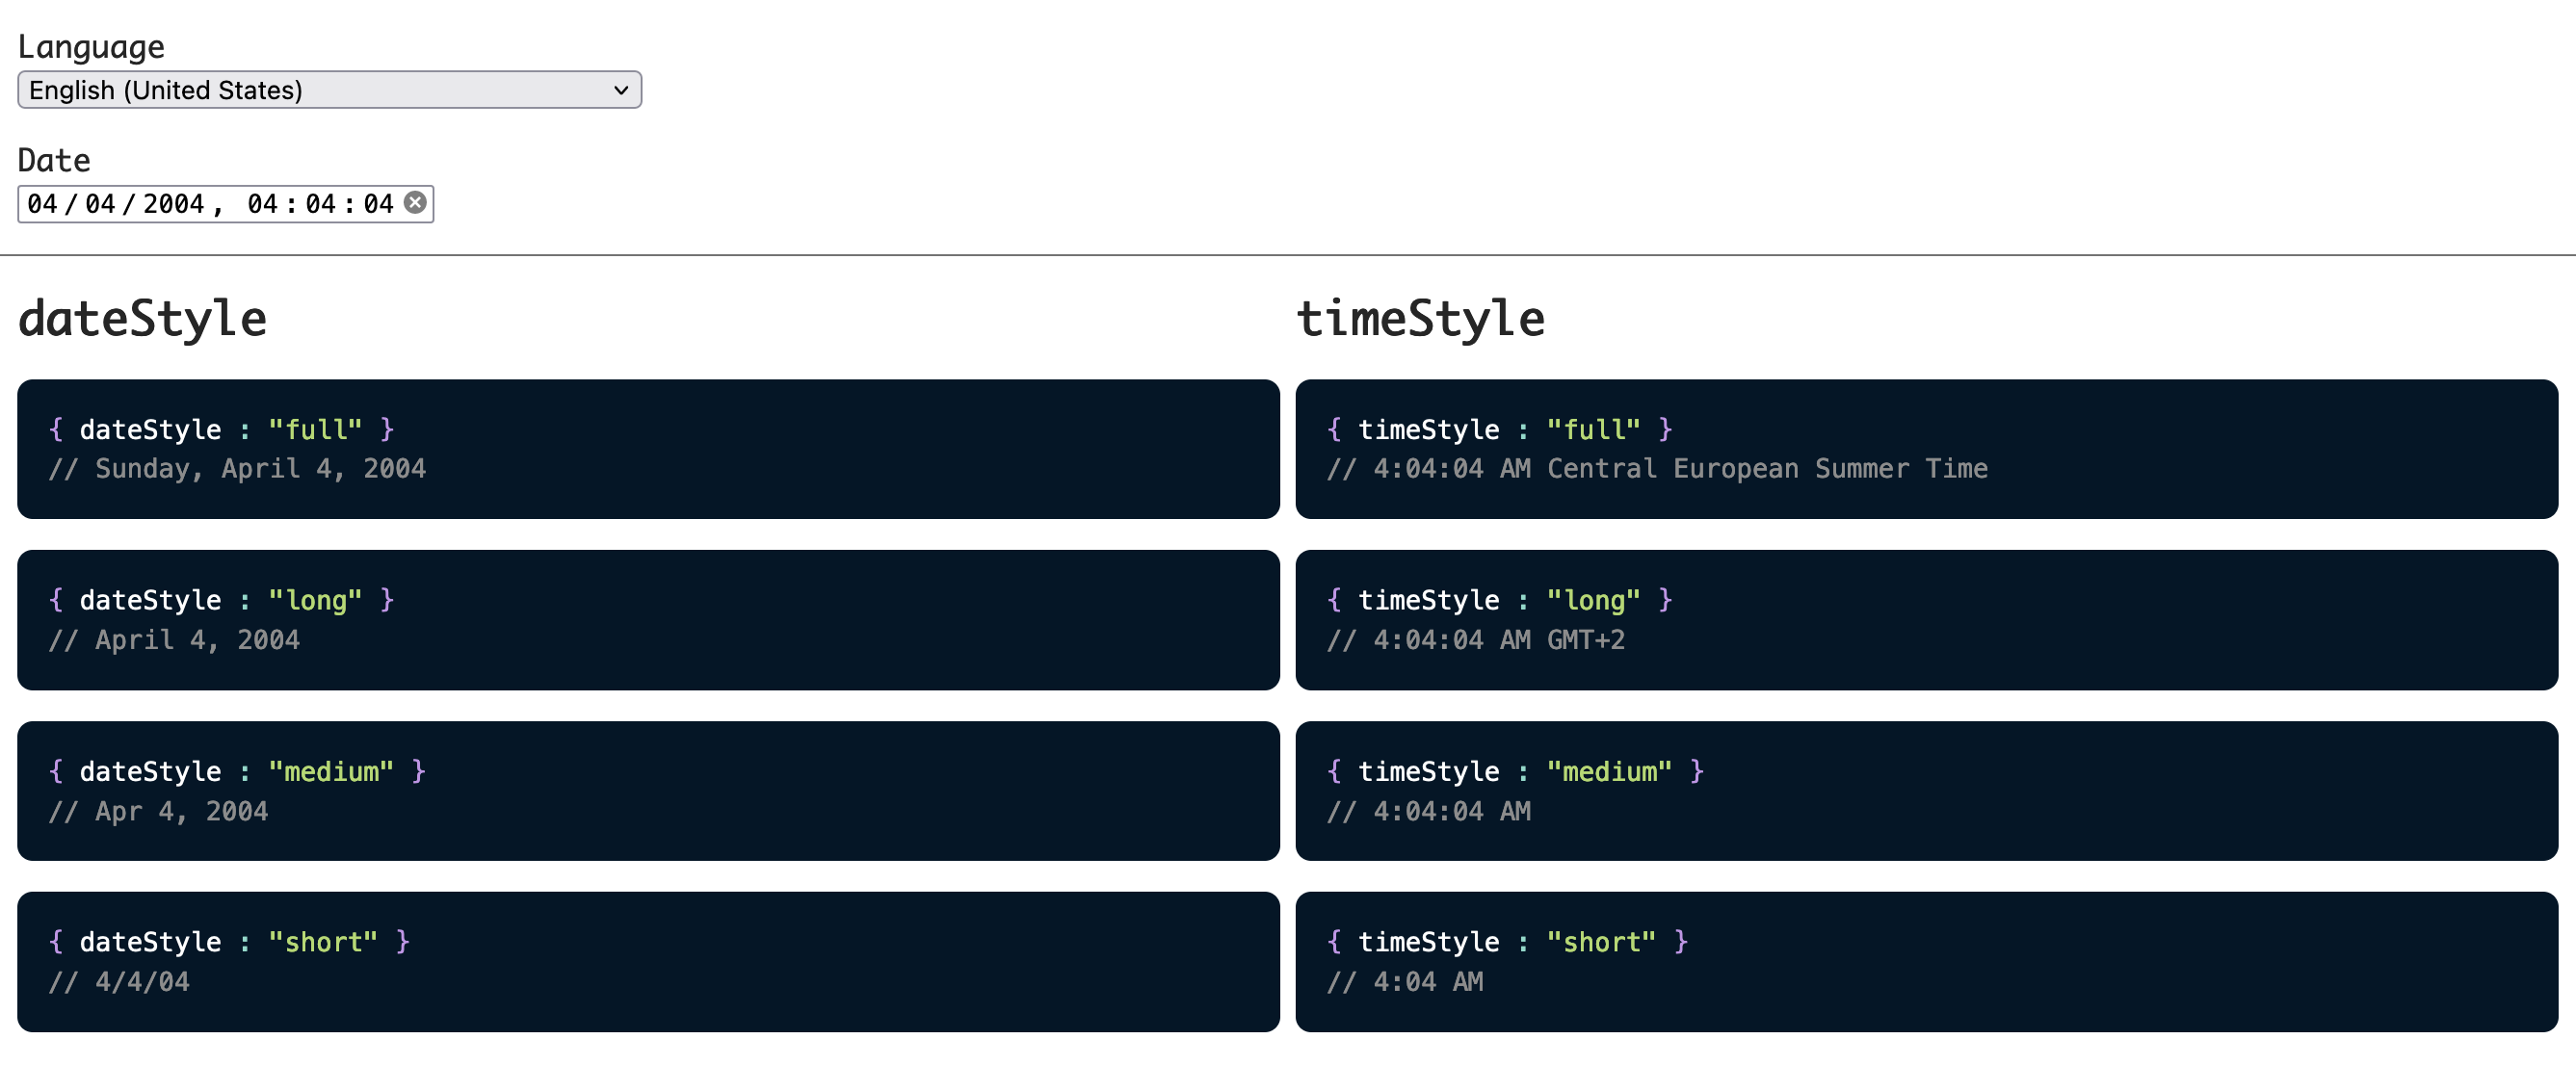 Language
English (United States)
Date
04/04/2004, 04:04:04
dateStyle
{ dateStyle : "full" }
// Sunday, April 4, 2004
{ dateStyle : "long" }
// April 4, 2004
{ dateStyle : "medium" }
// Apr 4, 2004
{ dateStyle : "short" }
// 4/4/04
timeStyle
{ timeStyle : "full" }
// 4:04:04 AM Central European Summer Time
{ timeStyle : "long" }
// 4:04:04 AM GMT+2
{ timeStyle : "medium" }
// 4:04:04 AM
{ timeStyle : "short" }
// 4:04 AM